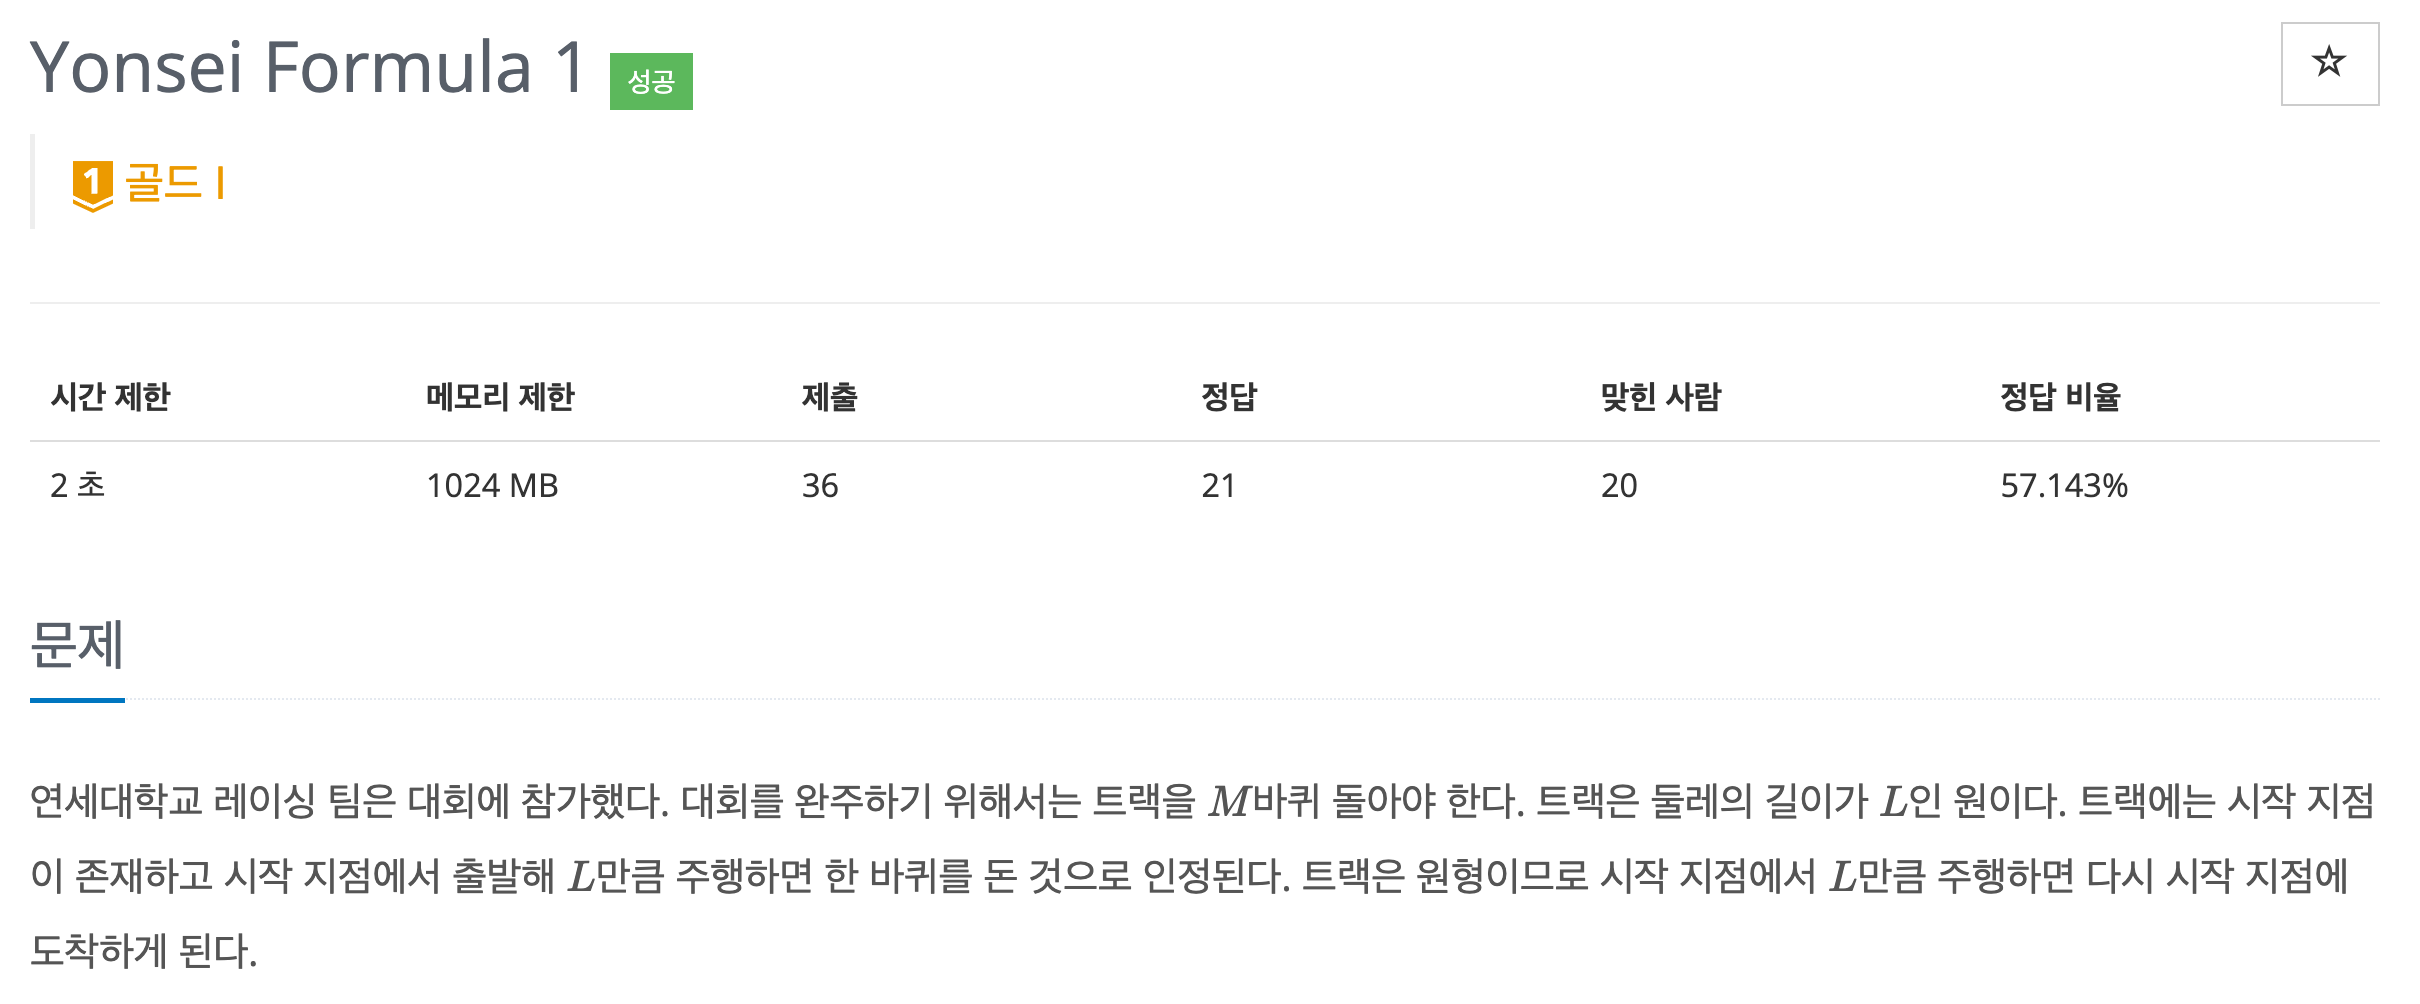 Yonsei Formula 1 성공
1 골드 I
시간 제한 메모리 제한 제출 정답 맞힌 사람 정답 비율
2 초 1024 MB 36 21 20 57.143%
문제
연세대학교 레이싱 팀은 대회에 참가했다. 대회를 완주하기 위해서는 트랙을 M바퀴 돌아야 한다. 트랙은 둘레의 길이가 L인 원이다. 트랙에는 시작 지점
이 존재하고 시작 지점에서 출발해 L만큼 주행하면 한 바퀴를 돈 것으로 인정된다. 트랙은 원형이므로 시작 지점에서 L만큼 주행하면 다시 시작 지점에
도착하게 된다.